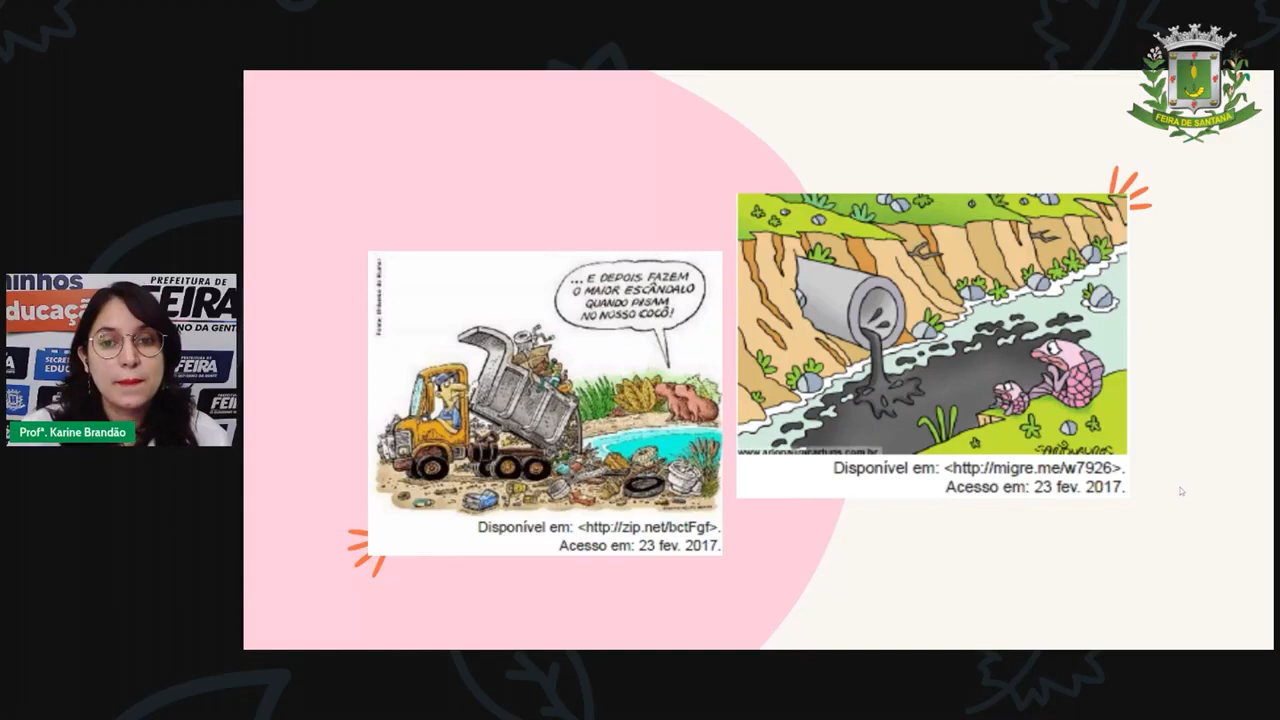 FEIRA DE SANTANA
PREFEITURA DE
FEIRA
Profª. Karine Brandão
... E DEPOIS FAZEM
O MAIOR ESCÂNDALO
QUANDO PISAM
NO NOSSO COCÔ!
Disponível em: <http://zip.net/bctFgf>.
Acesso em: 23 fev. 2017.
Disponível em: <http://migre.me/w7926>.
Acesso em: 23 fev. 2017.